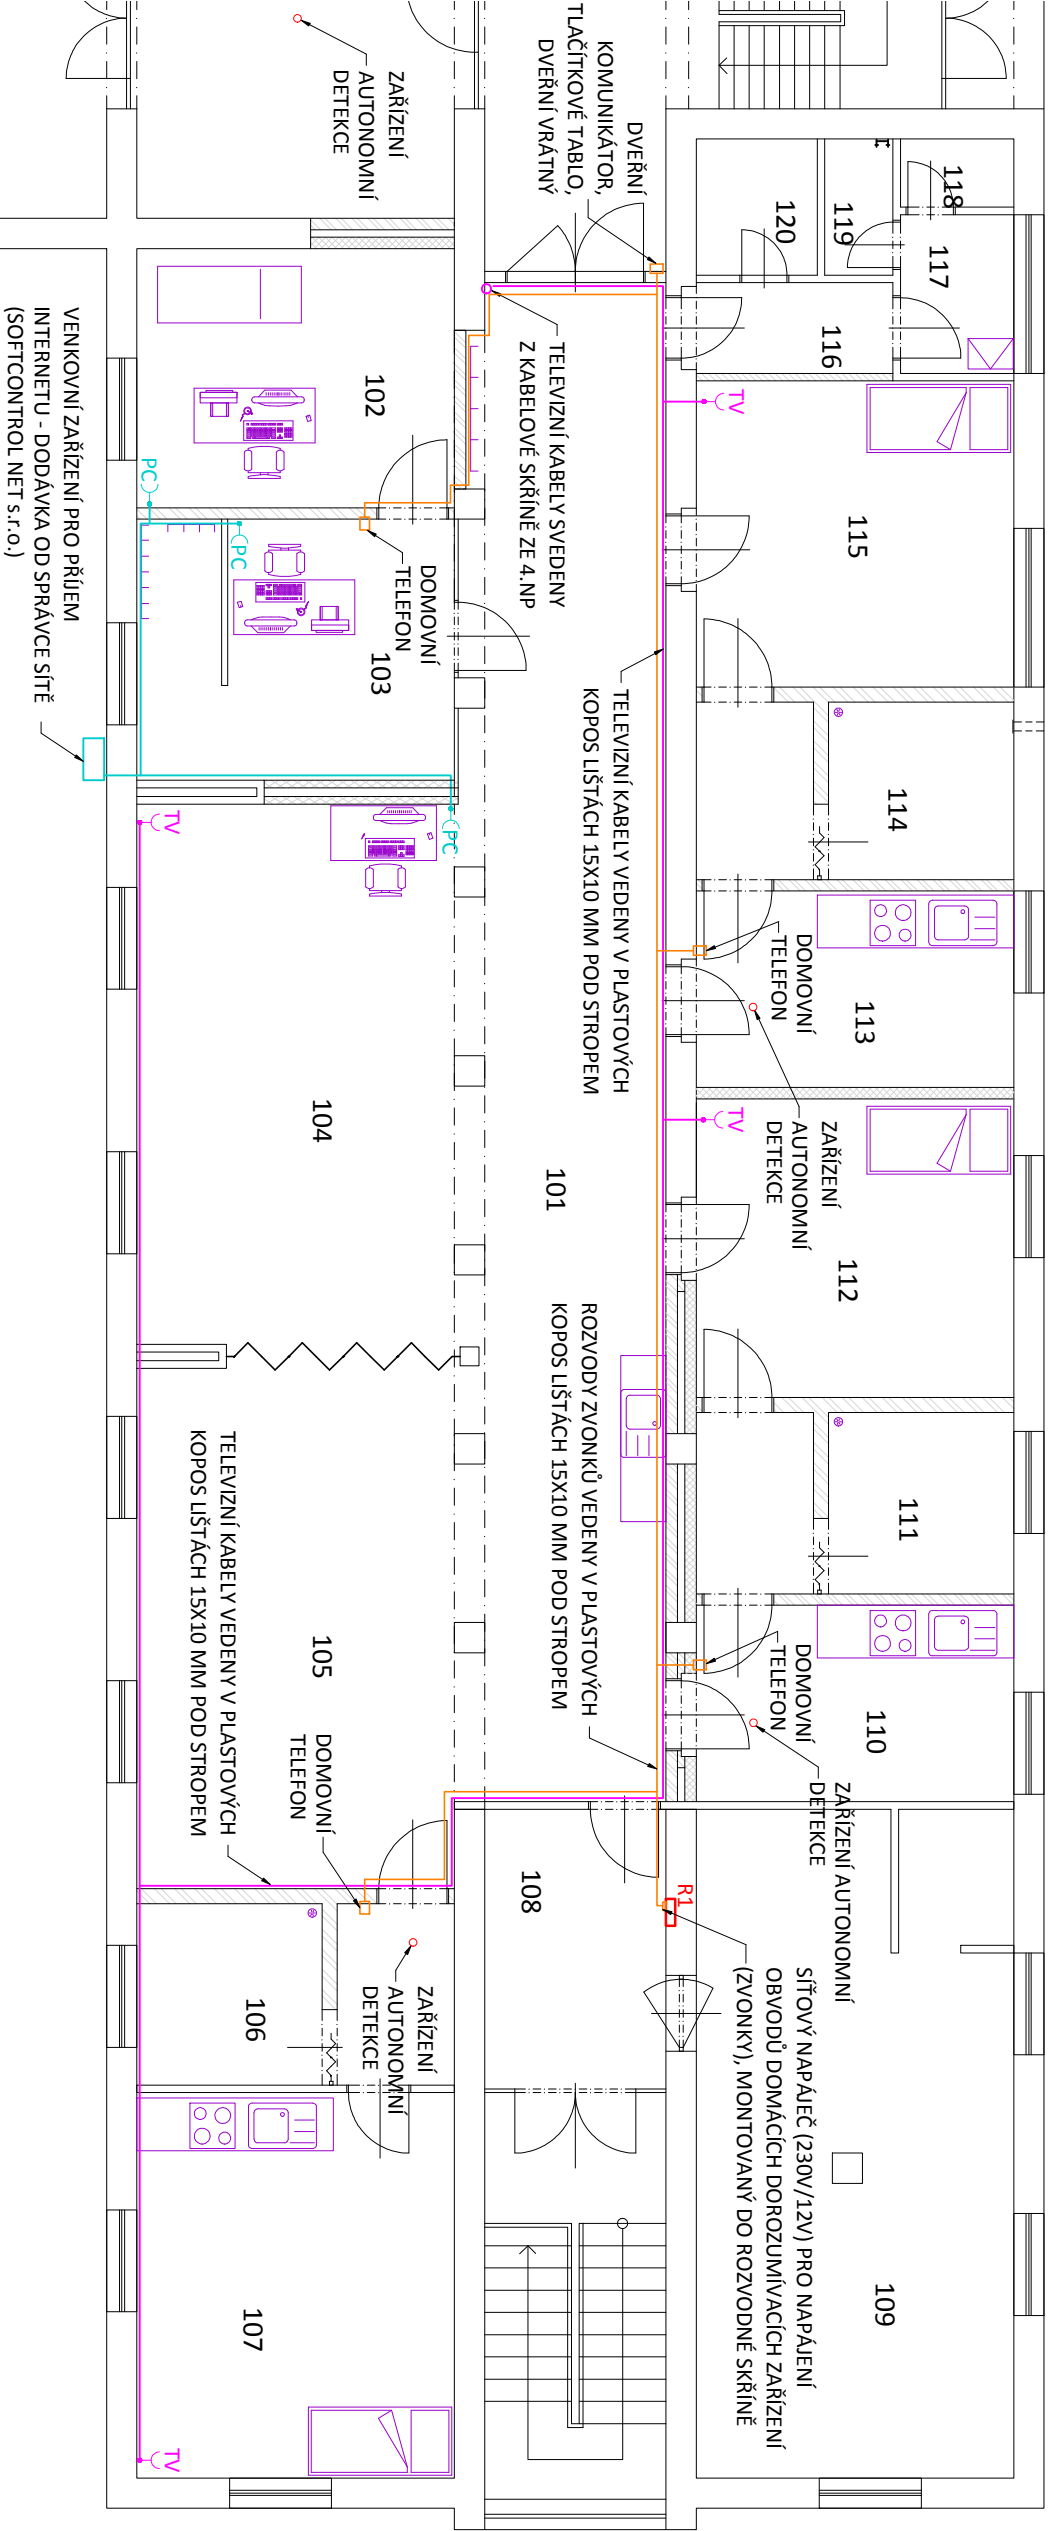 ZAŘÍZENÍ
AUTONOMNÍ
DETEKCE
DVEŘNÍ
KOMUNIKÁTOR,
TLAČÍTKOVÉ TABLO,
DVEŘNÍ VRÁTNÝ
118
117
119
120
116
TV
115
102
TELEVIZNÍ KABELY SVEDENY
Z KABELOVÉ SKŘÍNĚ ZE 4.NP
PC
PC
DOMOVNÍ
TELEFON
103
VENKOVNÍ ZAŘÍZENÍ PRO PŘÍJEM
INTERNETU - DODÁVKA OD SPRÁVCE SÍTĚ
(SOFTCONTROL NET s.r.o.)
TELEVIZNÍ KABELY VEDENY V PLASTOVÝCH
KOPOS LIŠTÁCH 15X10 MM POD STROPEM
114
TV
PC
DOMOVNÍ
TELEFON
113
ZAŘÍZENÍ
AUTONOMNÍ
DETEKCE
TV
104
101
112
ROZVODY ZVONKŮ VEDENY V PLASTOVÝCH
KOPOS LIŠTÁCH 15X10 MM POD STROPEM
111
TELEVIZNÍ KABELY VEDENY V PLASTOVÝCH
KOPOS LIŠTÁCH 15X10 MM POD STROPEM
105
DOMOVNÍ
TELEFON
DOMOVNÍ
TELEFON
110
ZAŘÍZENÍ AUTONOMNÍ
DETEKCE
108
R1
SÍŤOVÝ NAPÁJEČ (230V/12V) PRO NAPÁJENÍ
OBVODŮ DOMÁCÍCH DOROZUMÍVACÍCH ZAŘÍZENÍ
(ZVONKY), MONTOVANÝ DO ROZVODNÉ SKŘÍNĚ
ZAŘÍZENÍ
AUTONOMNÍ
DETEKCE
106
109
107
TV